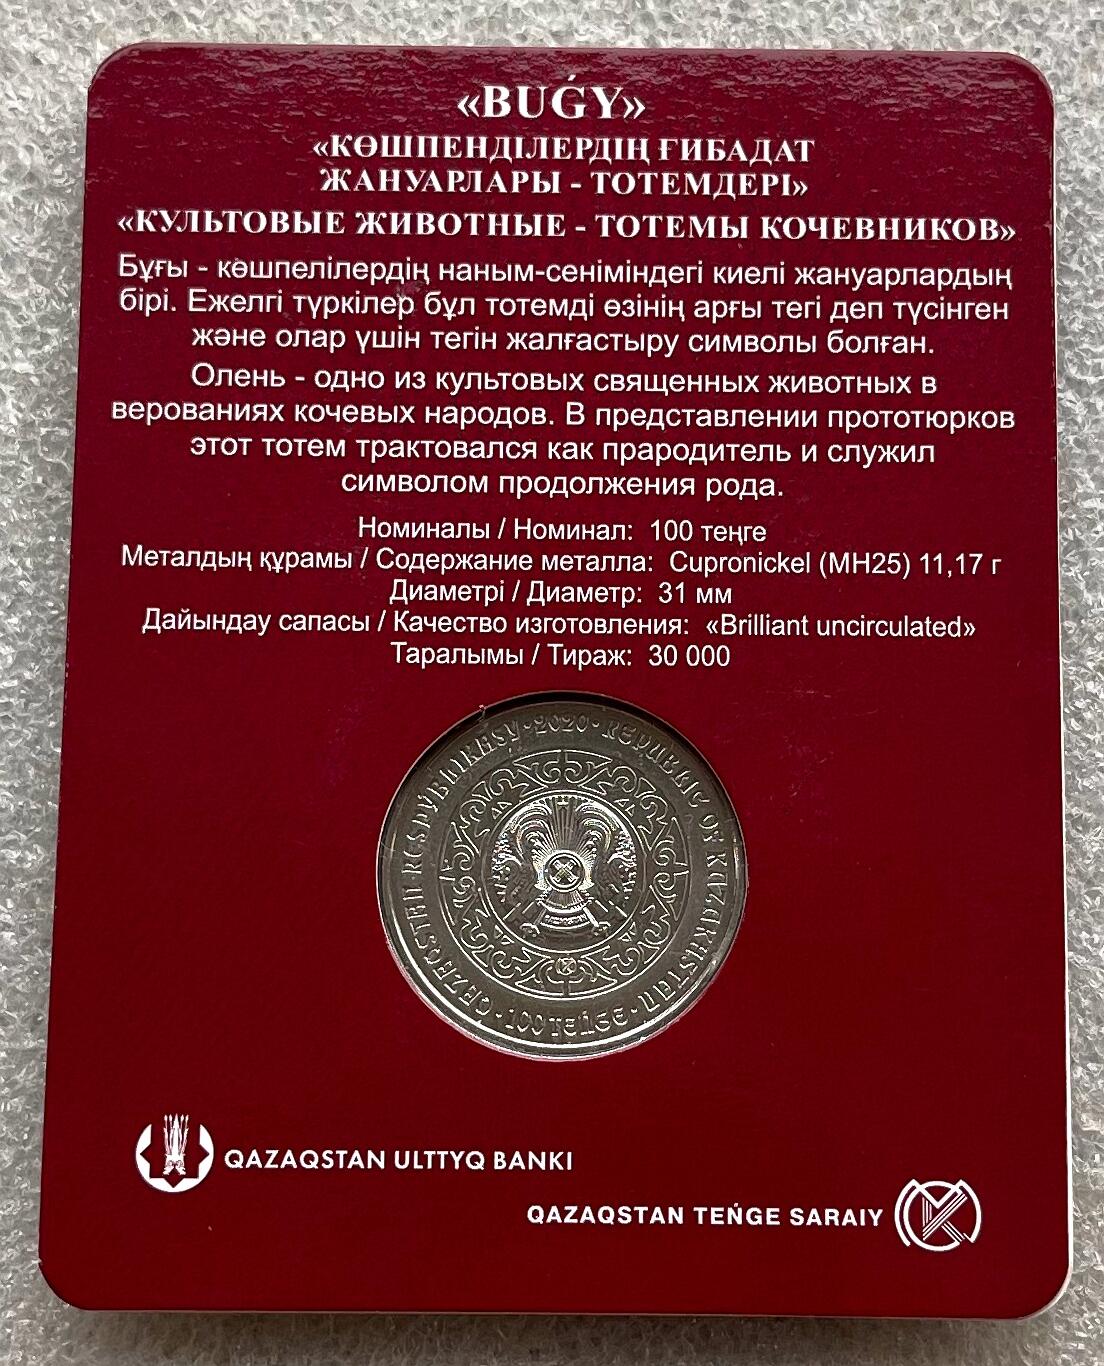 «BUǴY»
«КӨШПЕНДІЛЕРДІҢ ҒИБАДАТ
ЖАНУАРЛАРЫ - ТОТЕМДЕРІ»
«КУЛЬТОВЫЕ ЖИВОТНЫЕ - ТОТЕМЫ КОЧЕВНИКОВ»
Бұғы - көшпелілердің наным-сеніміндегі киелі жануарлардың
бірі. Ежелгі түркілер бұл тотемді өзінің арғы тегі деп түсінген
және олар үшін тегін жалғастыру символы болған.
Олень - одно из культовых священных животных в
верованиях кочевых народов. В представлении прототюрков
этот тотем трактовался как прародитель и служил
символом продолжения рода.
Номиналы / Номинал: 100 теңге
Металдың құрамы / Содержание металла: Cupronickel (МН25) 11,17 г
Диаметрі / Диаметр: 31 мм
Дайындау сапасы / Качество изготовления: «Brilliant uncirculated»
Таралымы / Тираж: 30 000
QAZAQSTAN RESPÝBLIKASY · 2020 · REPUBLIC OF KAZAKHSTAN · 100 TEŃGE ·
QAZAQSTAN ULTTYQ BANKI
QAZAQSTAN TEŃGE SARAIY